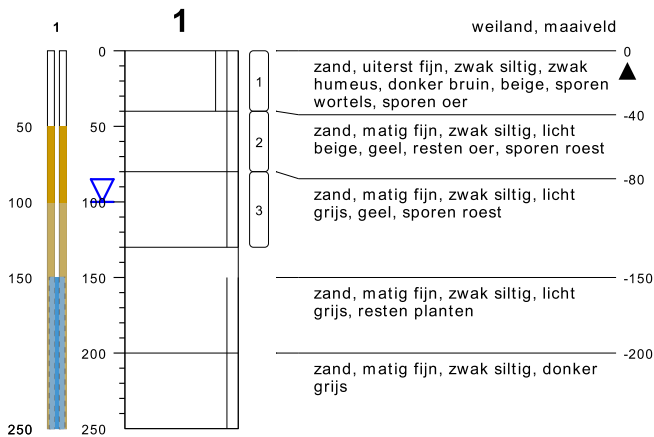 1
1
weiland, maaiveld
0
0
1
zand, uiterst fijn, zwak siltig, zwak
humeus, donker bruin, beige, sporen
wortels, sporen oer
-40
50
50
2
zand, matig fijn, zwak siltig, licht
beige, geel, resten oer, sporen roest
-80
100
100
3
zand, matig fijn, zwak siltig, licht
grijs, geel, sporen roest
150
150
-150
zand, matig fijn, zwak siltig, licht
grijs, resten planten
200
200
-200
zand, matig fijn, zwak siltig, donker
grijs
250
250